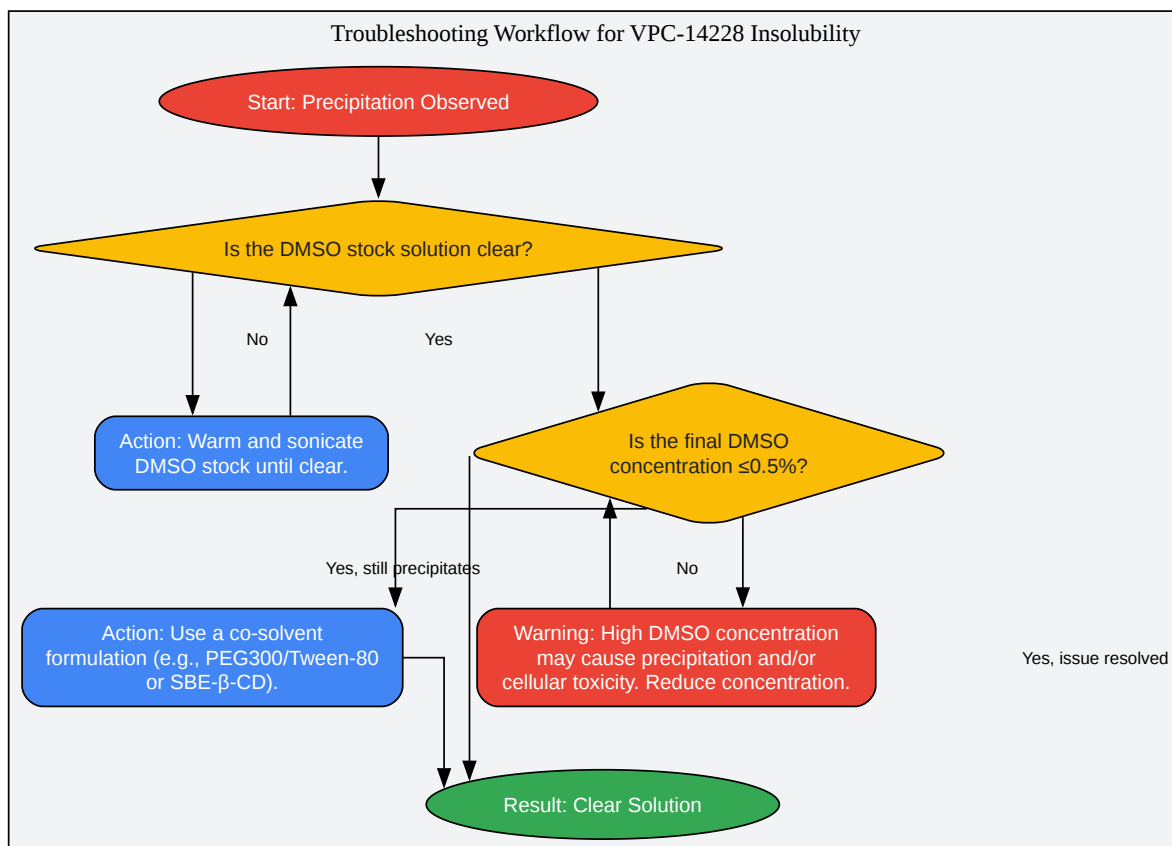 Troubleshooting Workflow for VPC-14228 Insolubility
Start: Precipitation Observed
Is the DMSO stock solution clear?
No
Yes
Action: Warm and sonicate
DMSO stock until clear.
Is the final DMSO
concentration ≤0.5%?
Yes, still precipitates
No
Action: Use a co-solvent
formulation (e.g., PEG300/Tween-80
or SBE-β-CD).
Warning: High DMSO concentration
may cause precipitation and/or
cellular toxicity. Reduce concentration.
Yes, issue resolved
Result: Clear Solution